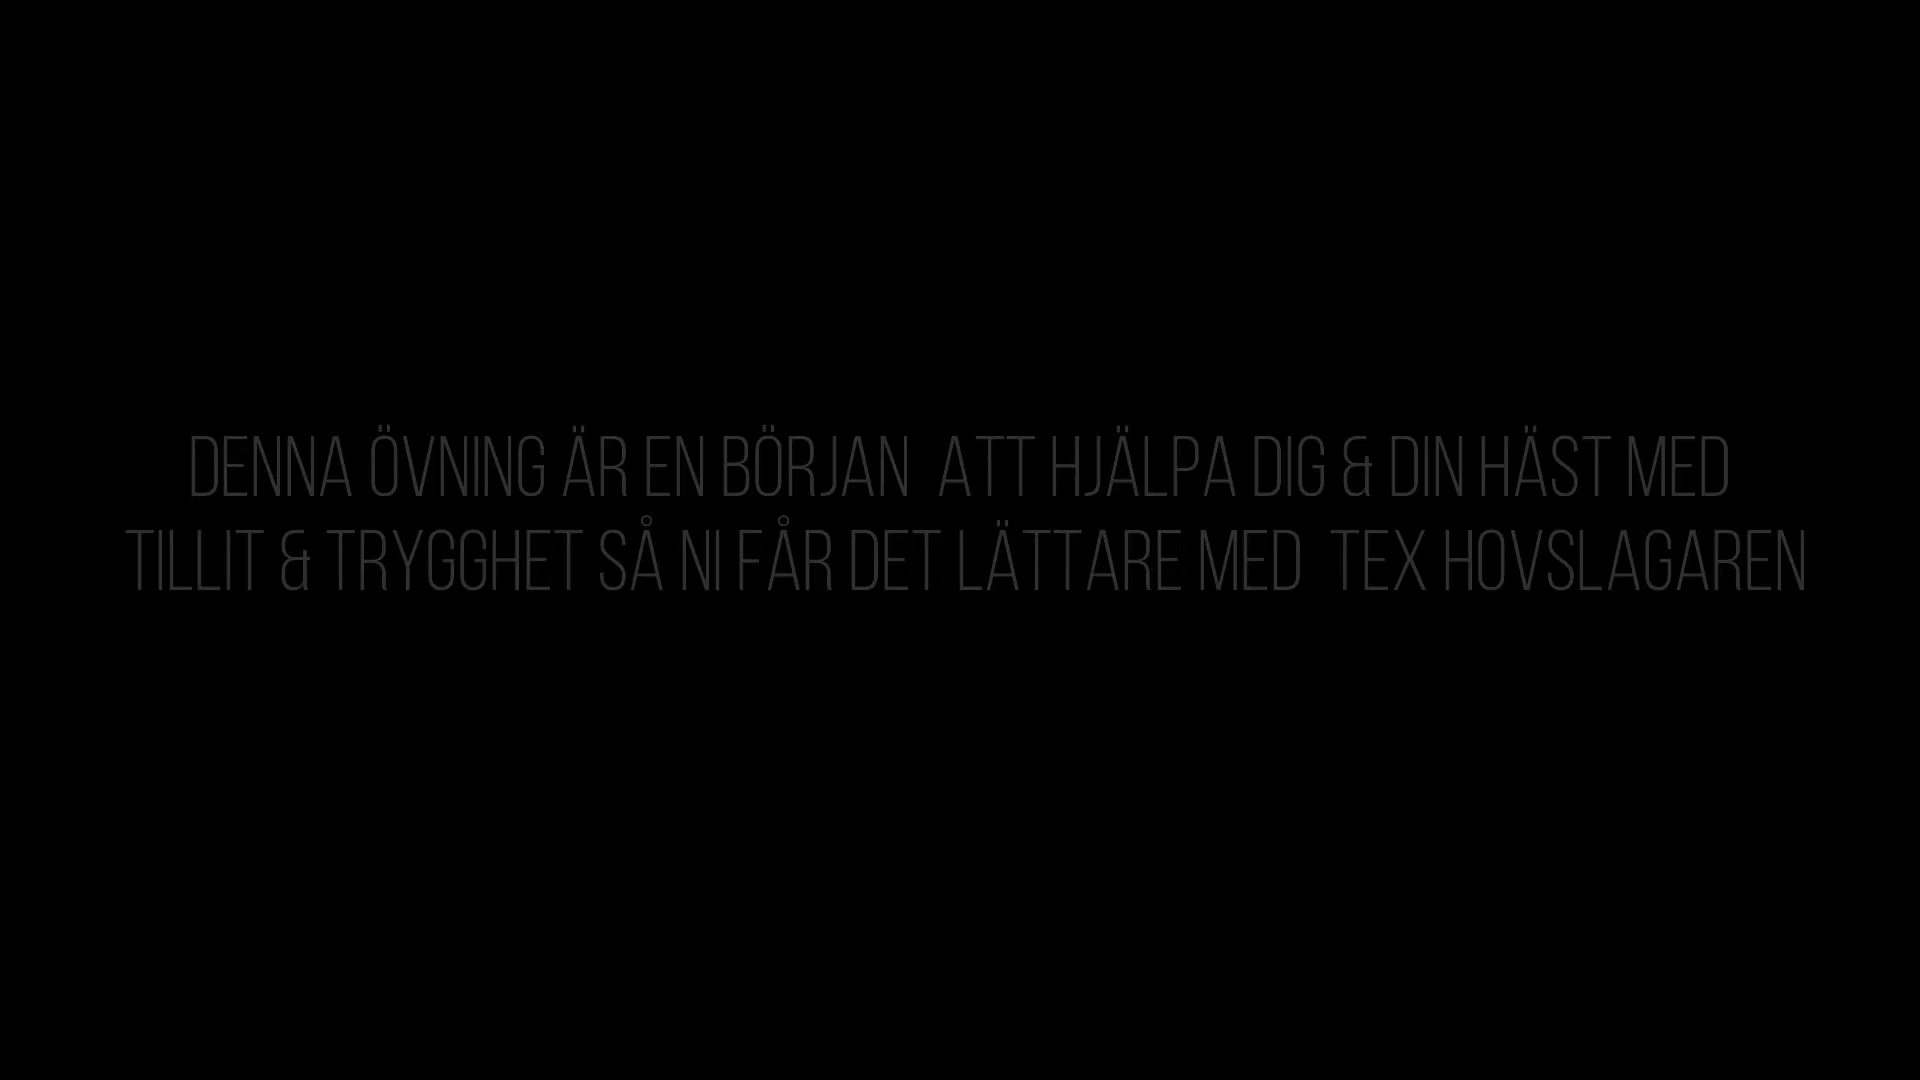 DENNA ÖVNING ÄR EN BÖRJAN  ATT HJÄLPA DIG & DIN HÄST MED
TILLIT & TRYGGHET SÅ NI FÅR DET LÄTTARE MED  TEX HOVSLAGAREN